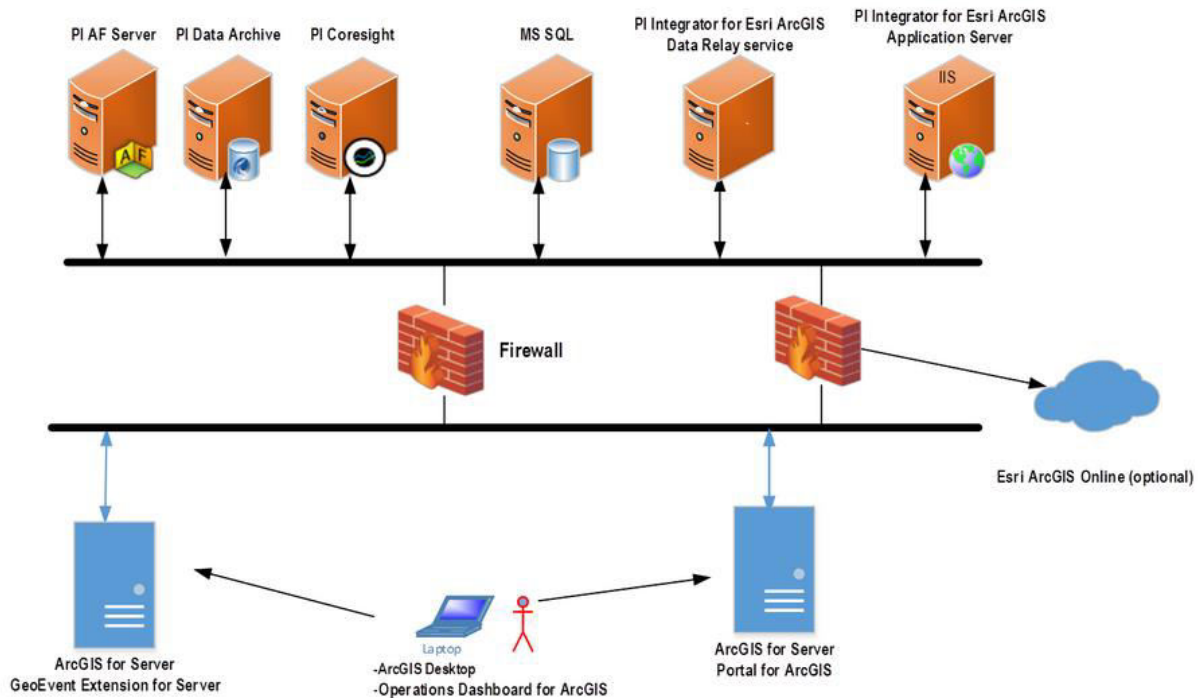 PI AF Server
PI Data Archive
PI Coresight
MS SQL
PI Integrator for Esri ArcGIS
Data Relay service
PI Integrator for Esri ArcGIS
Application Server
IIS
A F
Firewall
Esri ArcGIS Online (optional)
ArcGIS for Server
GeoEvent Extension for Server
Laptop
-ArcGIS Desktop
-Operations Dashboard for ArcGIS
ArcGIS for Server
Portal for ArcGIS